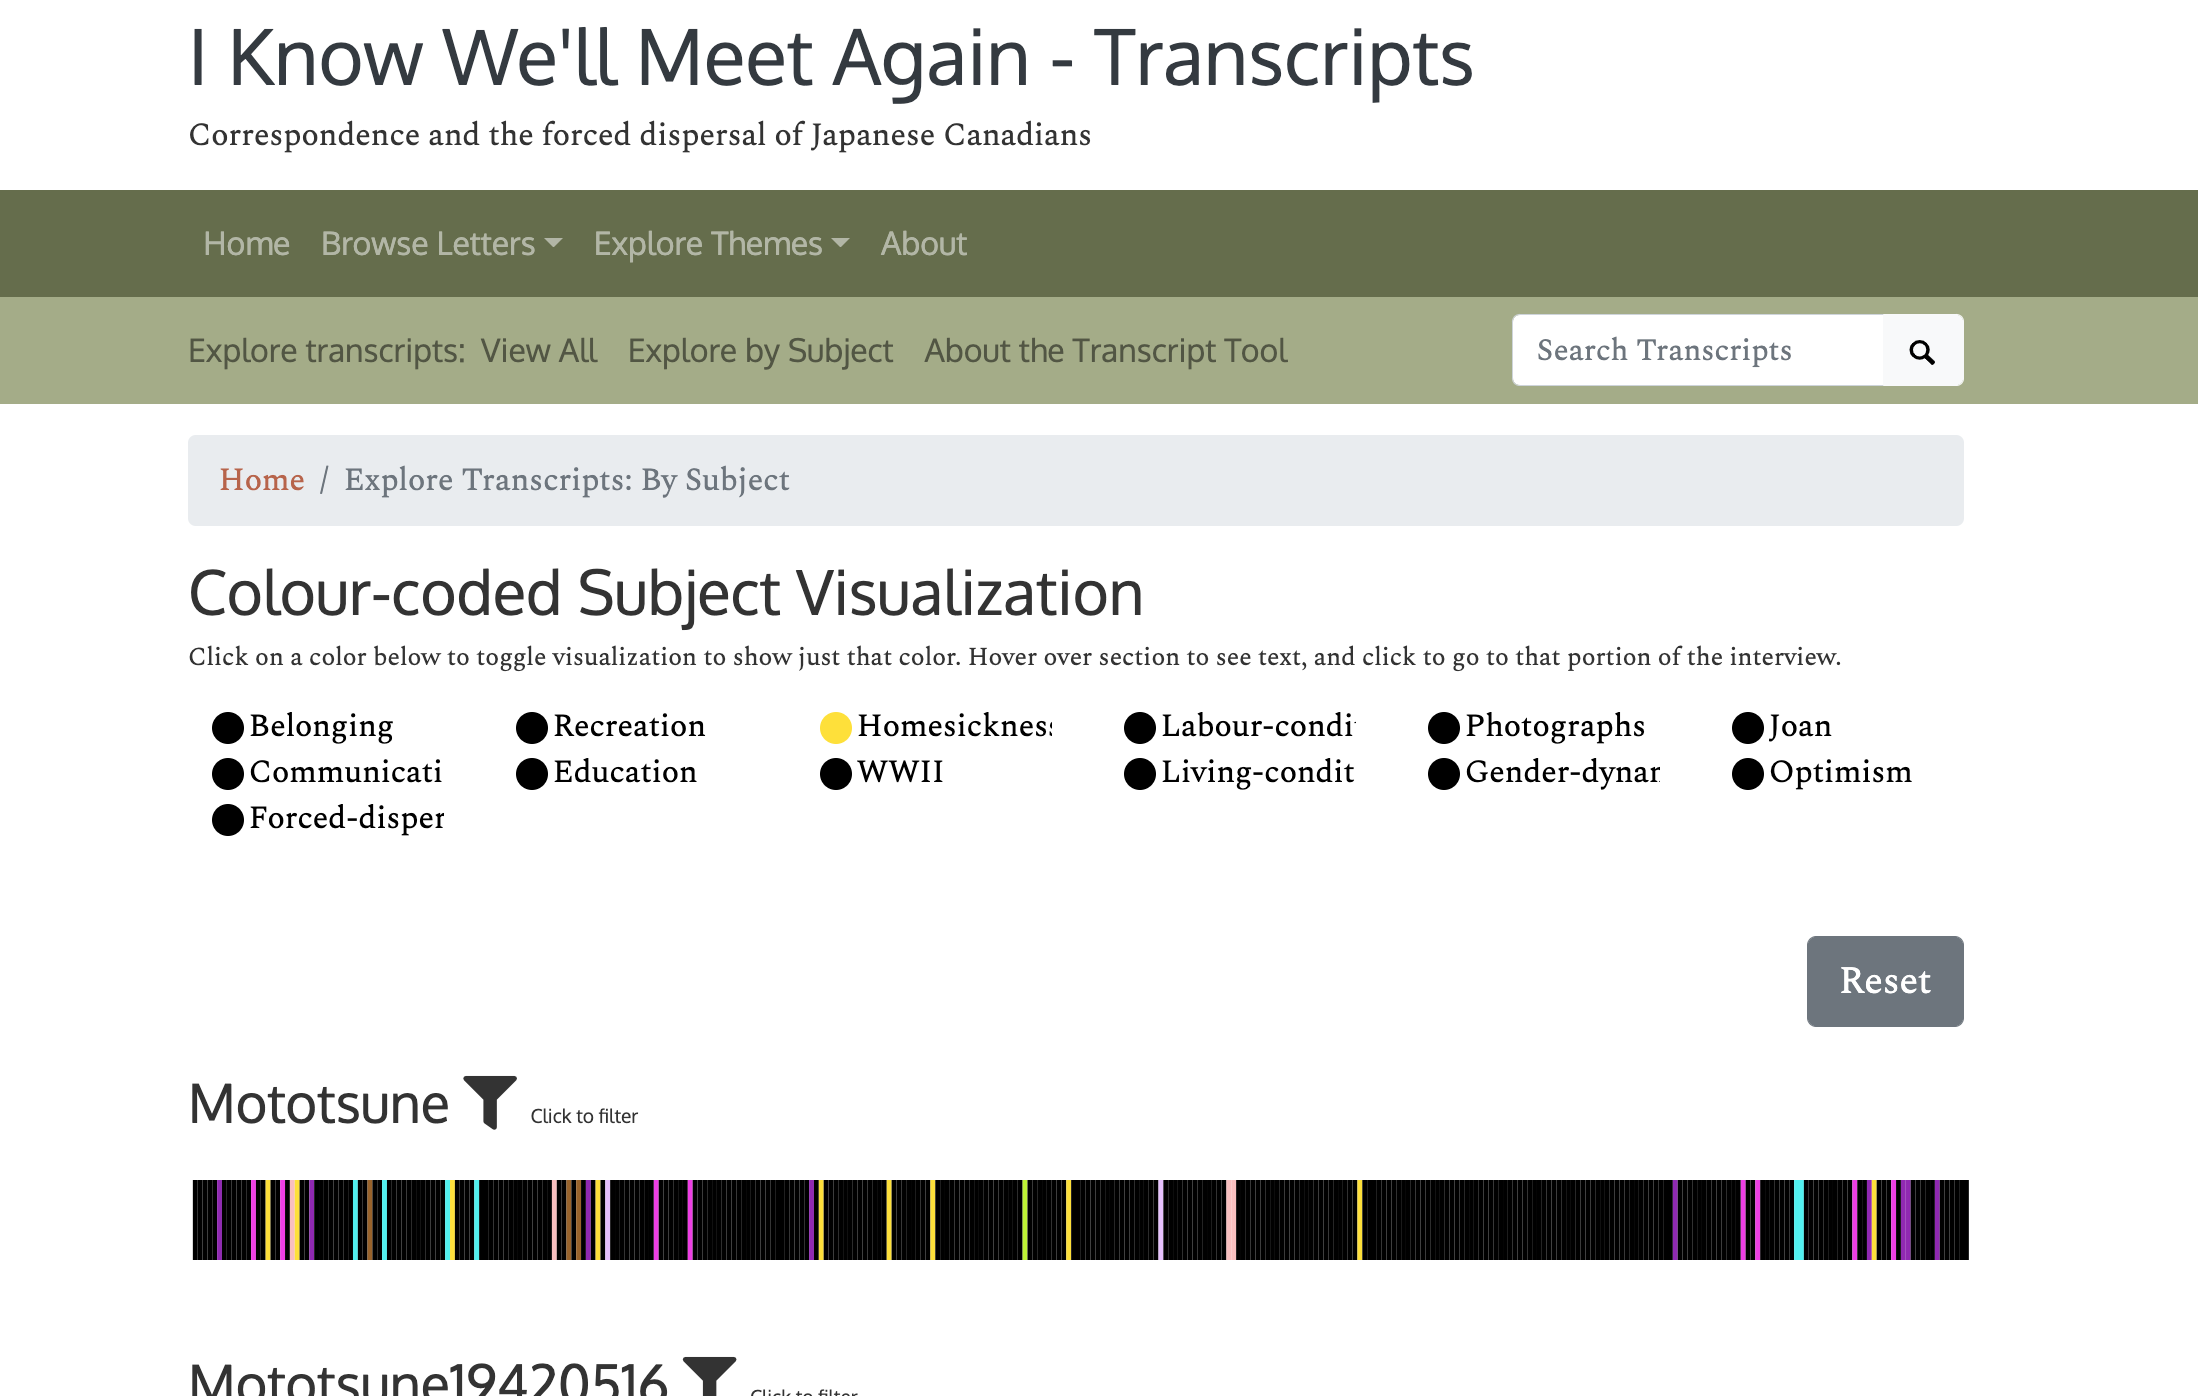 I Know We'll Meet Again - Transcripts
Correspondence and the forced dispersal of Japanese Canadians
Home Browse Letters Explore Themes About
Explore transcripts: View All Explore by Subject About the Transcript Tool Search Transcripts
Home / Explore Transcripts: By Subject
Colour-coded Subject Visualization
Click on a color below to toggle visualization to show just that color. Hover over section to see text, and click to go to that portion of the interview.
Belonging Recreation Homesickness Labour-condi Photographs Joan
Communicati Education WWII Living-condit Gender-dynar Optimism
Forced-disper
Reset
Mototsune Click to filter
Mototsune19420516 Click to filter